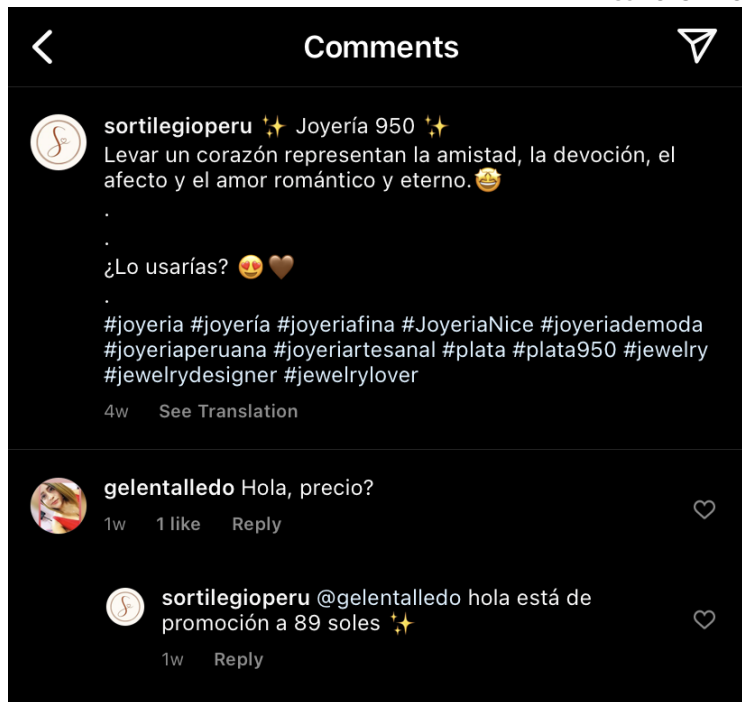 Comments
sortilegioperu ✨ Joyería 950 ✨
Levar un corazón representan la amistad, la devoción, el
afecto y el amor romántico y eterno.🤩
.
.
¿Lo usarías? 😍🤎
.
#joyeria #joyería #joyeriafina #JoyeriaNice #joyeriademoda
#joyeriaperuana #joyeriartesanal #plata #plata950 #jewelry
#jewelrydesigner #jewelrylover
4w See Translation
gelentalledo Hola, precio?
1w 1 like Reply
sortilegioperu @gelentalledo hola está de
promoción a 89 soles ✨
1w Reply